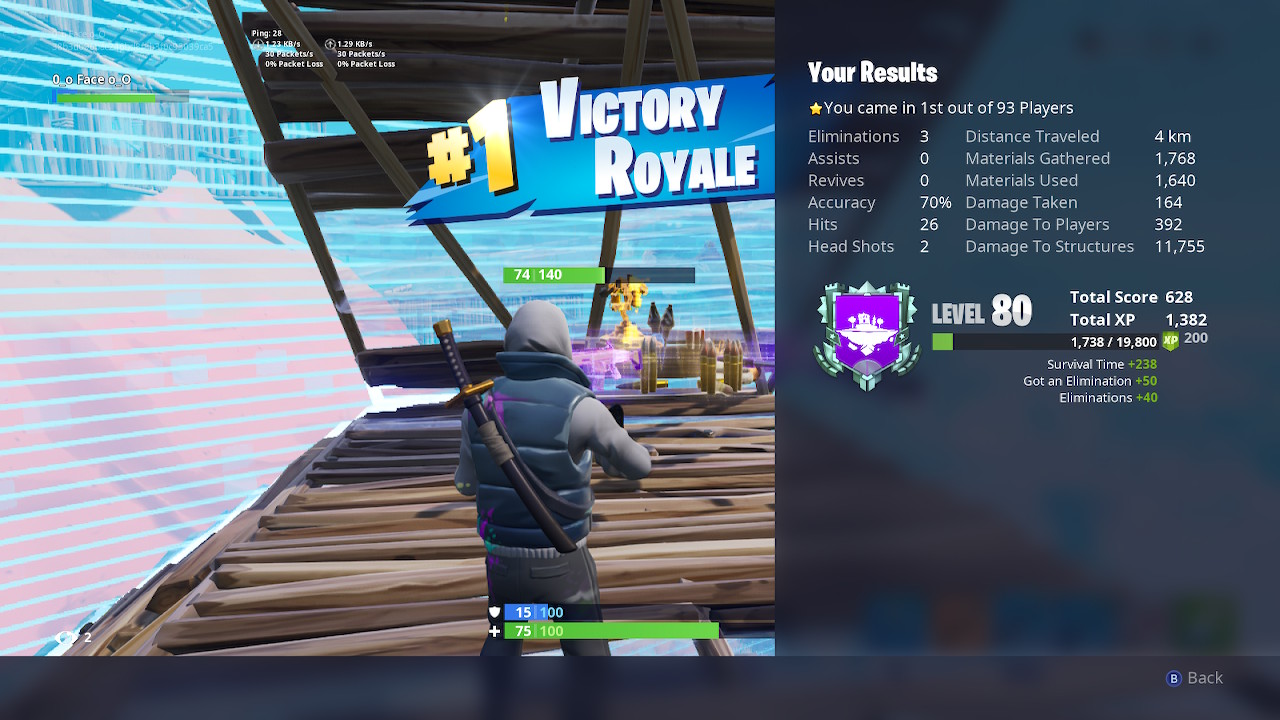 Ping: 28
1.23 KB/s 1.29 KB/s
30 Packets/s 30 Packets/s
0% Packet Loss 0% Packet Loss
0_o Face o_O
#1 VICTORY
ROYALE
74 | 140
15 | 100
75 | 100
2
Your Results
You came in 1st out of 93 Players
Eliminations 3 Distance Traveled 4 km
Assists 0 Materials Gathered 1,768
Revives 0 Materials Used 1,640
Accuracy 70% Damage Taken 164
Hits 26 Damage To Players 392
Head Shots 2 Damage To Structures 11,755
LEVEL 80
Total Score 628
Total XP 1,382
1,738 / 19,800 XP 200
Survival Time +238
Got an Elimination +50
Eliminations +40
B Back